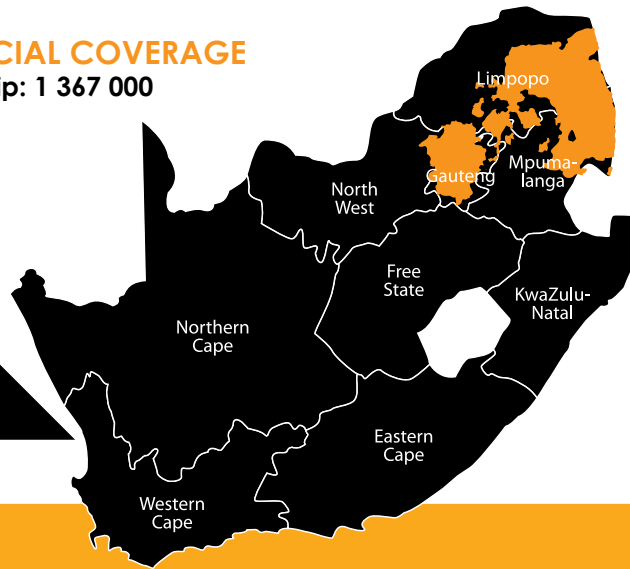 CIAL COVERAGE
ip: 1 367 000
Limpopo
Mpuma-
langa
Gauteng
North
West
Free
State
KwaZulu-
Natal
Northern
Cape
Eastern
Cape
Western
Cape